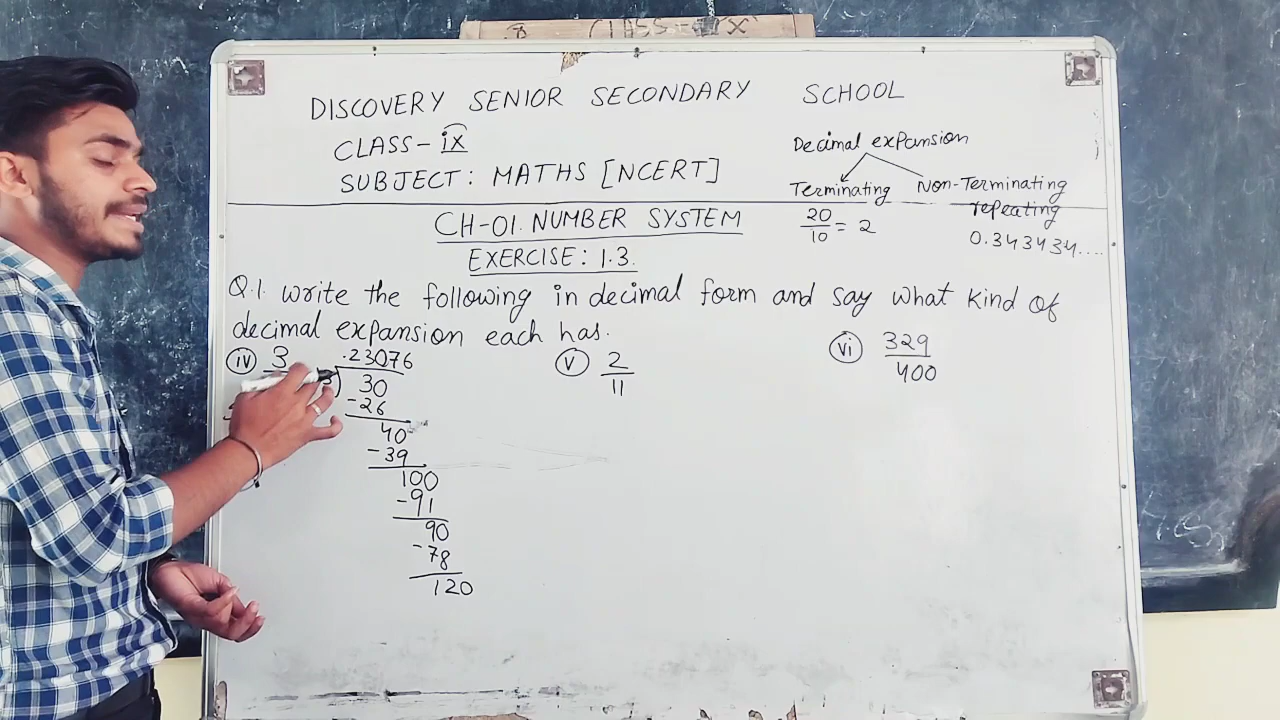 CLASS - IX
DISCOVERY SENIOR SECONDARY SCHOOL
CLASS - ix
SUBJECT: MATHS [NCERT]
Decimal expansion
Terminating
Non-Terminating
repeating
20/10 = 2
0.343434....
CH-01. NUMBER SYSTEM
EXERCISE: 1.3.
Q.1. Write the following in decimal form and say what kind of
decimal expansion each has.
iv 3
.23076
3) 30
-26
40
-39
100
-91
90
-78
120
v 2/11
vi 329/400